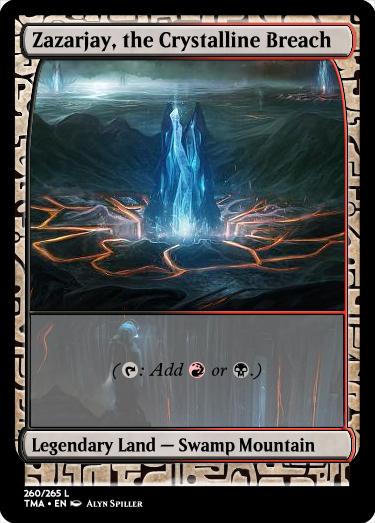 Zazarjay, the Crystalline Breach
(: Add or .)
Legendary Land — Swamp Mountain
260/265 L
TMA • EN Alyn Spiller